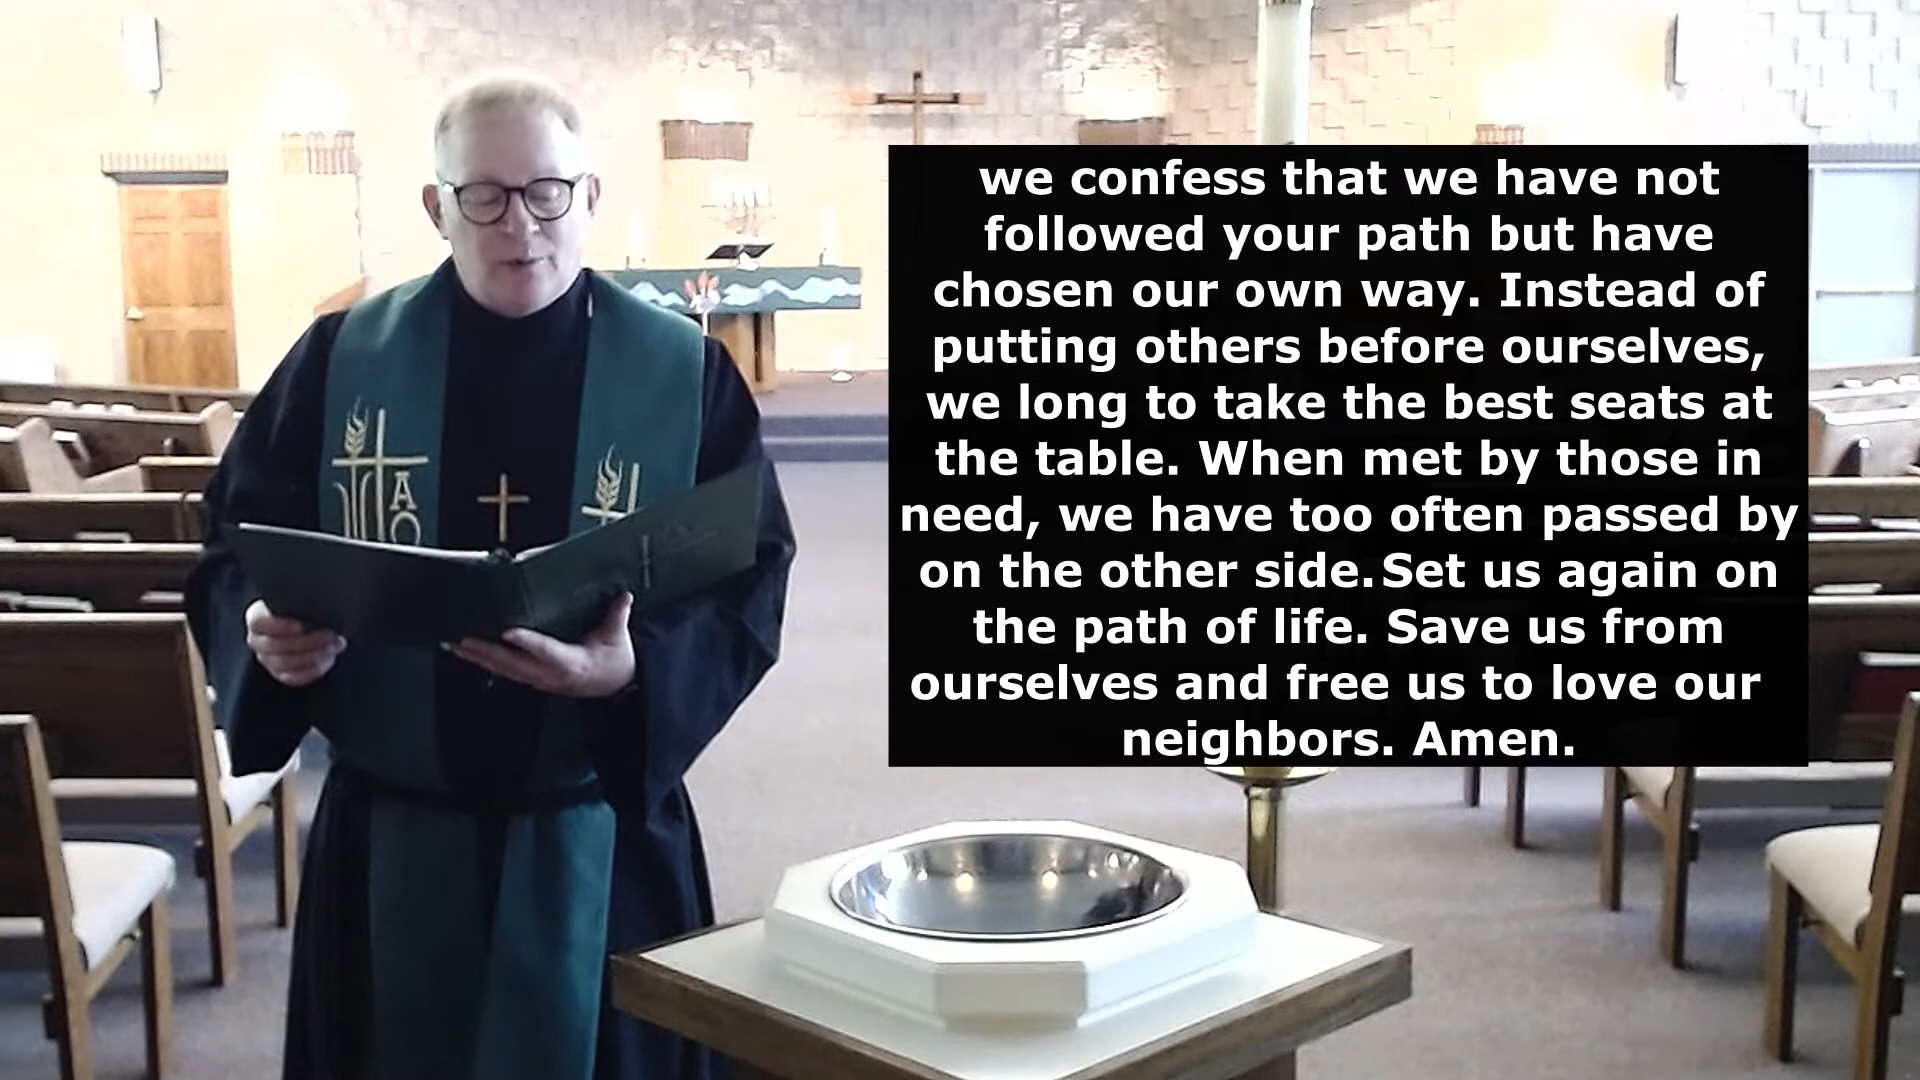 we confess that we have not
followed your path but have
chosen our own way. Instead of
putting others before ourselves,
we long to take the best seats at
the table. When met by those in
need, we have too often passed by
on the other side. Set us again on
the path of life. Save us from
ourselves and free us to love our
neighbors. Amen.
A
O